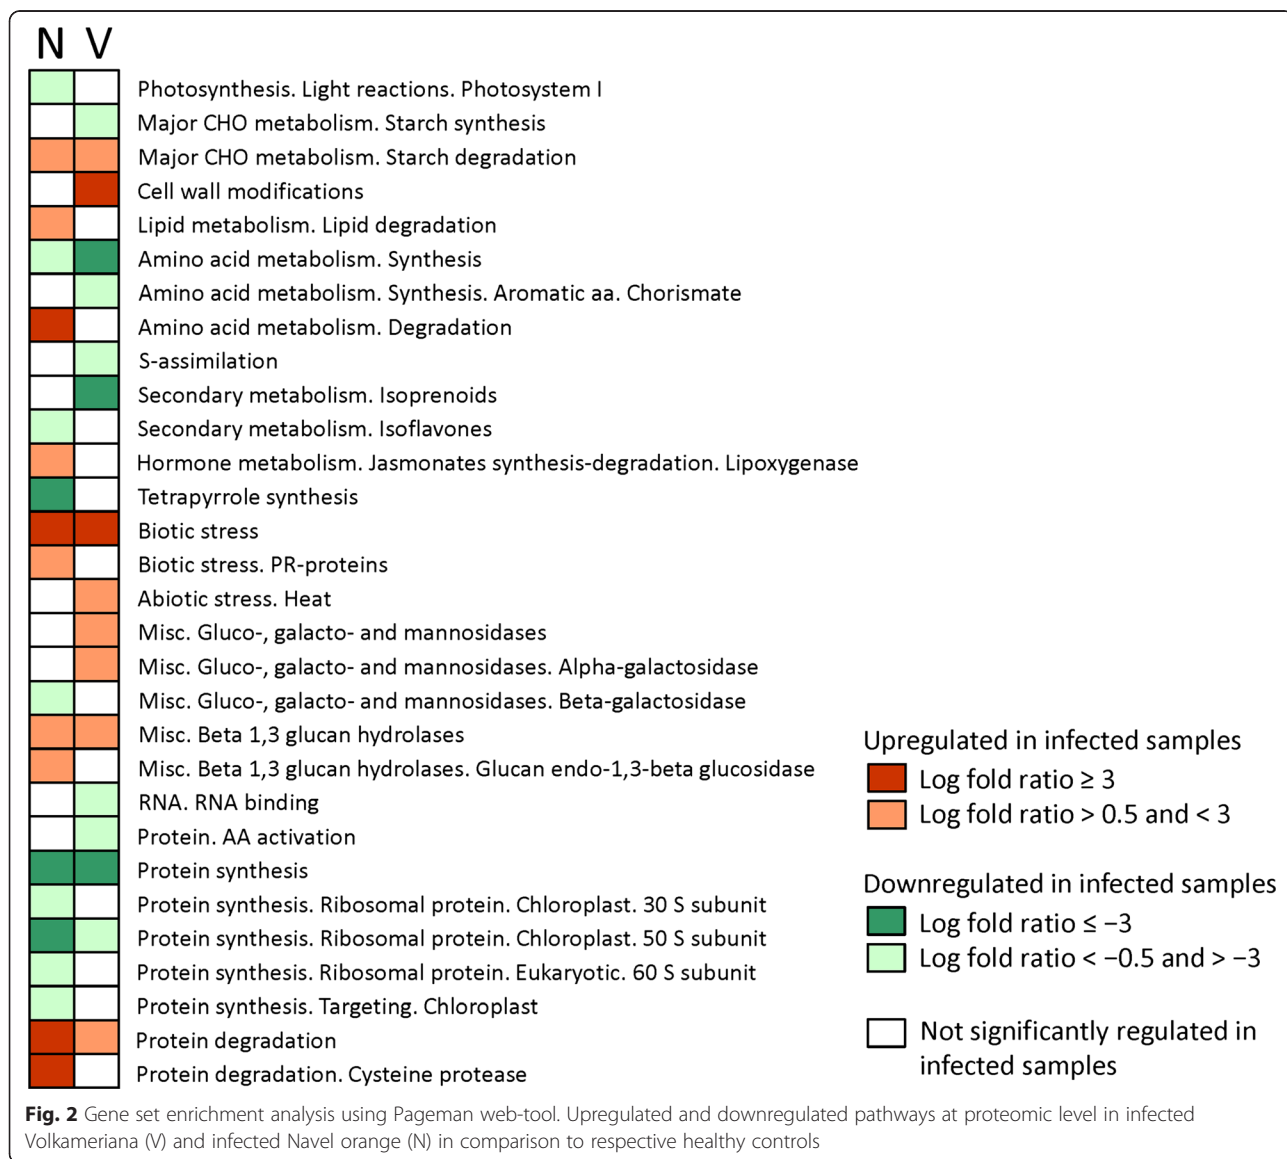 N V
Photosynthesis. Light reactions. Photosystem I
Major CHO metabolism. Starch synthesis
Major CHO metabolism. Starch degradation
Cell wall modifications
Lipid metabolism. Lipid degradation
Amino acid metabolism. Synthesis
Amino acid metabolism. Synthesis. Aromatic aa. Chorismate
Amino acid metabolism. Degradation
S-assimilation
Secondary metabolism. Isoprenoids
Secondary metabolism. Isoflavones
Hormone metabolism. Jasmonates synthesis-degradation. Lipoxygenase
Tetrapyrrole synthesis
Biotic stress
Biotic stress. PR-proteins
Abiotic stress. Heat
Misc. Gluco-, galacto- and mannosidases
Misc. Gluco-, galacto- and mannosidases. Alpha-galactosidase
Misc. Gluco-, galacto- and mannosidases. Beta-galactosidase
Misc. Beta 1,3 glucan hydrolases
Misc. Beta 1,3 glucan hydrolases. Glucan endo-1,3-beta glucosidase
RNA. RNA binding
Protein. AA activation
Protein synthesis
Protein synthesis. Ribosomal protein. Chloroplast. 30 S subunit
Protein synthesis. Ribosomal protein. Chloroplast. 50 S subunit
Protein synthesis. Ribosomal protein. Eukaryotic. 60 S subunit
Protein synthesis. Targeting. Chloroplast
Protein degradation
Protein degradation. Cysteine protease
Upregulated in infected samples
Log fold ratio ≥ 3
Log fold ratio > 0.5 and < 3
Downregulated in infected samples
Log fold ratio ≤ −3
Log fold ratio < −0.5 and > −3
Not significantly regulated in
infected samples
Fig. 2 Gene set enrichment analysis using Pageman web-tool. Upregulated and downregulated pathways at proteomic level in infected
Volkameriana (V) and infected Navel orange (N) in comparison to respective healthy controls